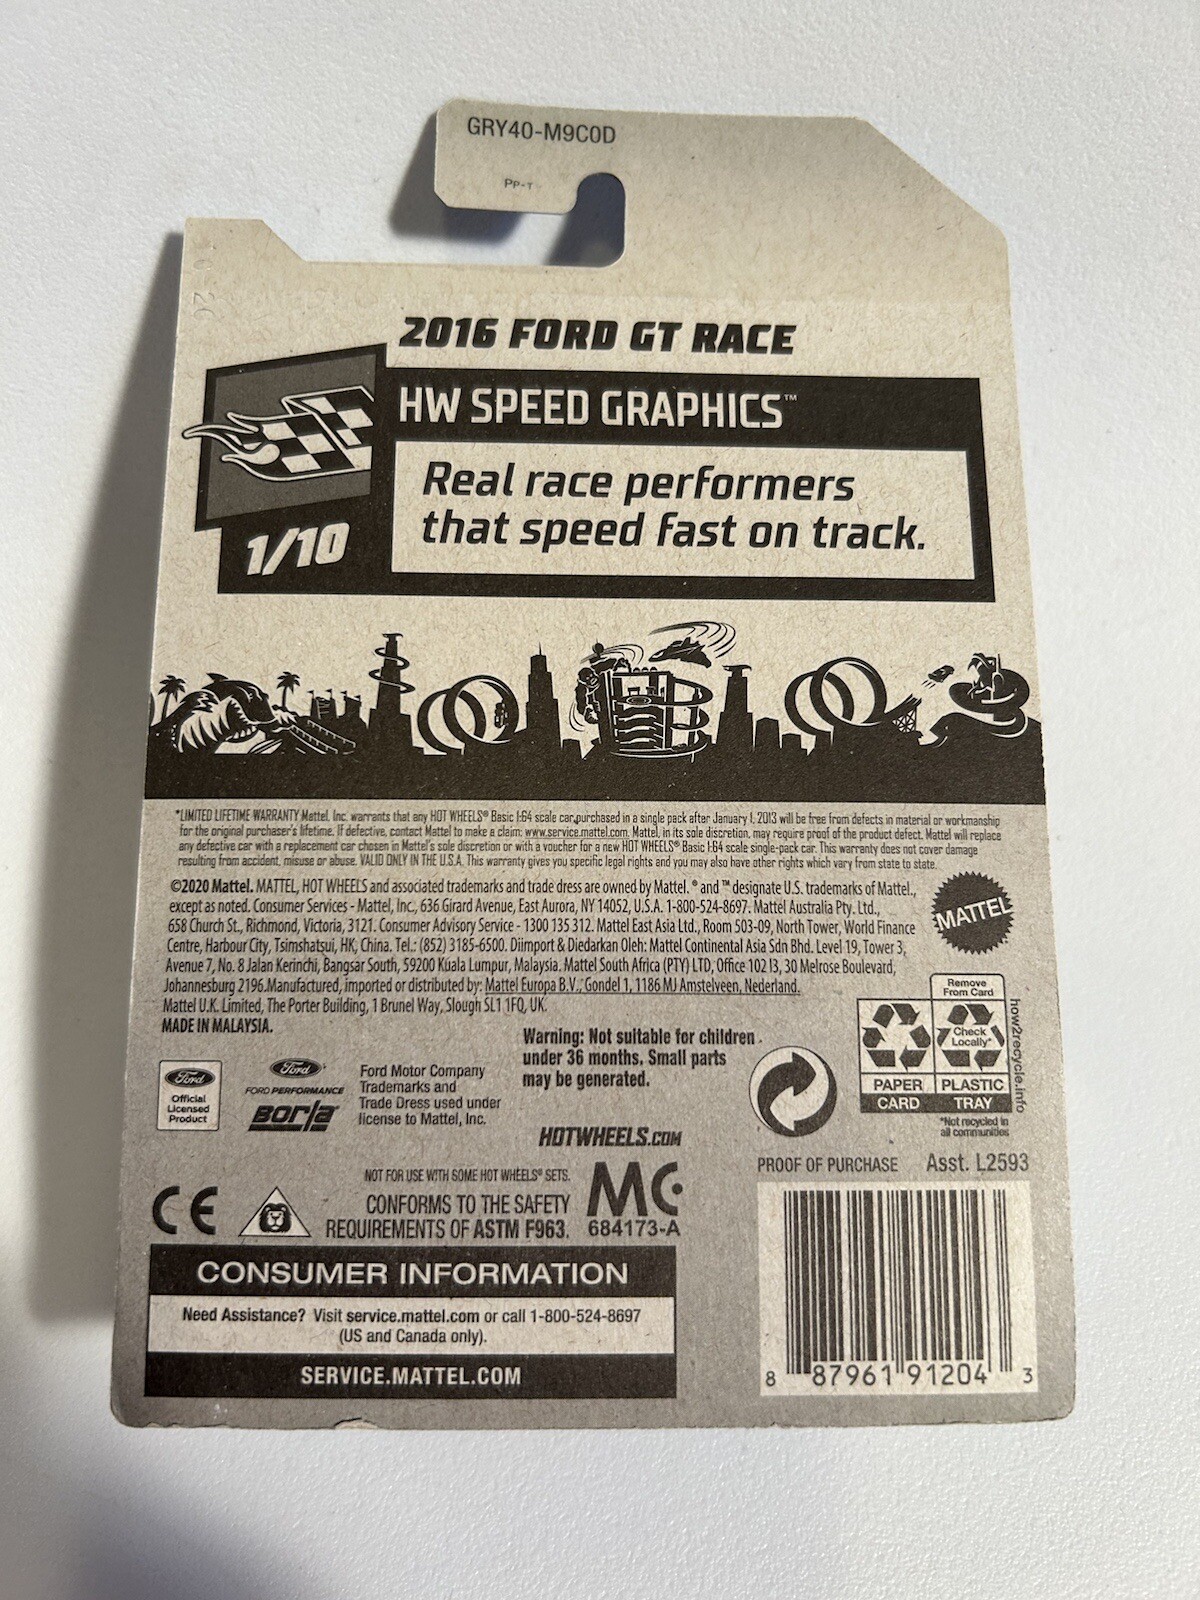 GRY40-M9C0D
PP-T
2016 FORD GT RACE
HW SPEED GRAPHICS™
Real race performers
that speed fast on track.
1/10
*LIMITED LIFETIME WARRANTY Mattel, Inc. warrants that any HOT WHEELS® Basic 1:64 scale car purchased in a single pack after January 1, 2013 will be free from defects in material or workmanship
for the original purchaser's lifetime. If defective, contact Mattel to make a claim: www.service.mattel.com. Mattel, in its sole discretion, may require proof of the product defect. Mattel will replace
any defective car with a replacement car chosen in Mattel's sole discretion or with a voucher for a new HOT WHEELS® Basic 1:64 scale single-pack car. This warranty does not cover damage
resulting from accident, misuse or abuse. VALID ONLY IN THE U.S.A. This warranty gives you specific legal rights and you may also have other rights which vary from state to state.
©2020 Mattel. MATTEL, HOT WHEELS and associated trademarks and trade dress are owned by Mattel. ® and ™ designate U.S. trademarks of Mattel.,
except as noted. Consumer Services - Mattel, Inc., 636 Girard Avenue, East Aurora, NY 14052, U.S.A. 1-800-524-8697. Mattel Australia Pty. Ltd.,
658 Church St., Richmond, Victoria, 3121. Consumer Advisory Service - 1300 135 312. Mattel East Asia Ltd., Room 503-09, North Tower, World Finance
Centre, Harbour City, Tsimshatsui, HK, China. Tel.: (852) 3185-6500. Diimport & Diedarkan Oleh: Mattel Continental Asia Sdn Bhd. Level 19, Tower 3,
Avenue 7, No. 8 Jalan Kerinchi, Bangsar South, 59200 Kuala Lumpur, Malaysia. Mattel South Africa (PTY) LTD, Office 102 I3, 30 Melrose Boulevard,
Johannesburg 2196.Manufactured, imported or distributed by: Mattel Europa B.V., Gondel 1, 1186 MJ Amstelveen, Nederland.
Mattel U.K. Limited, The Porter Building, 1 Brunel Way, Slough SL1 1FQ, UK.
MADE IN MALAYSIA.
MATTEL
Remove
From Card
Check
Locally*
PAPER
PLASTIC
CARD
TRAY
how2recycle.info
*Not recycled in
all communities
Warning: Not suitable for children
under 36 months. Small parts
may be generated.
Ford
Official
Licensed
Product
Ford
FORD PERFORMANCE
Borla
Ford Motor Company
Trademarks and
Trade Dress used under
license to Mattel, Inc.
HOTWHEELS.COM
PROOF OF PURCHASE
Asst. L2593
CE
NOT FOR USE WITH SOME HOT WHEELS® SETS.
CONFORMS TO THE SAFETY
REQUIREMENTS OF ASTM F963.
MC
684173-A
CONSUMER INFORMATION
Need Assistance? Visit service.mattel.com or call 1-800-524-8697
(US and Canada only).
SERVICE.MATTEL.COM
8 87961 91204 3